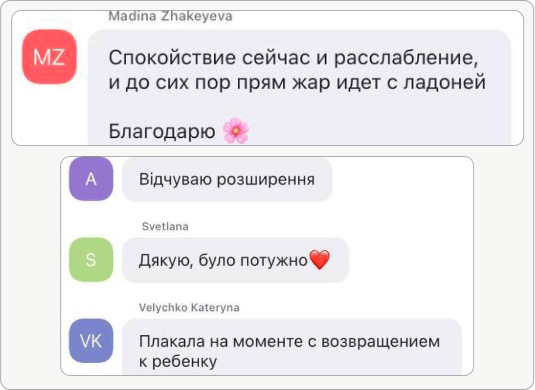 Madina Zhakeyeva
MZ
Спокойствие сейчас и расслабление,
и до сих пор прям жар идет с ладоней
Благодарю 🌸
A
Відчуваю розширення
Svetlana
S
Дякую, було потужно❤️
Velychko Kateryna
VK
Плакала на моменте с возвращением
к ребенку